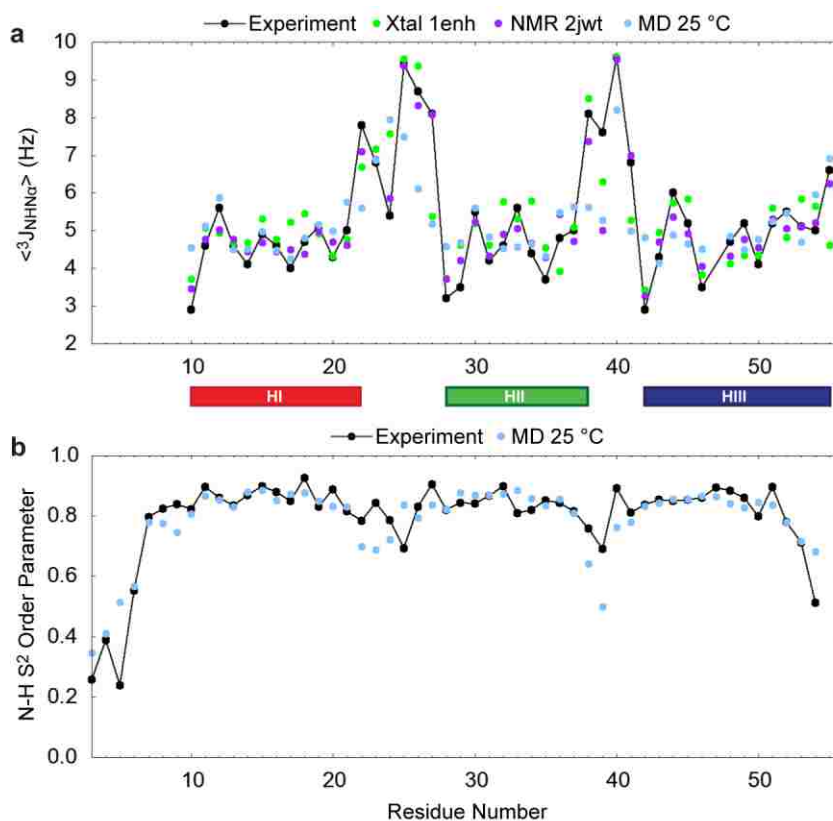 a
Experiment Xtal 1enh NMR 2jwt MD 25 °C
<³J_NHNα> (Hz)
10
9
8
7
6
5
4
3
2
10 20 30 40 50
HI HII HIII
b
Experiment MD 25 °C
N-H S² Order Parameter
1.0
0.8
0.6
0.4
0.2
0.0
10 20 30 40 50
Residue Number